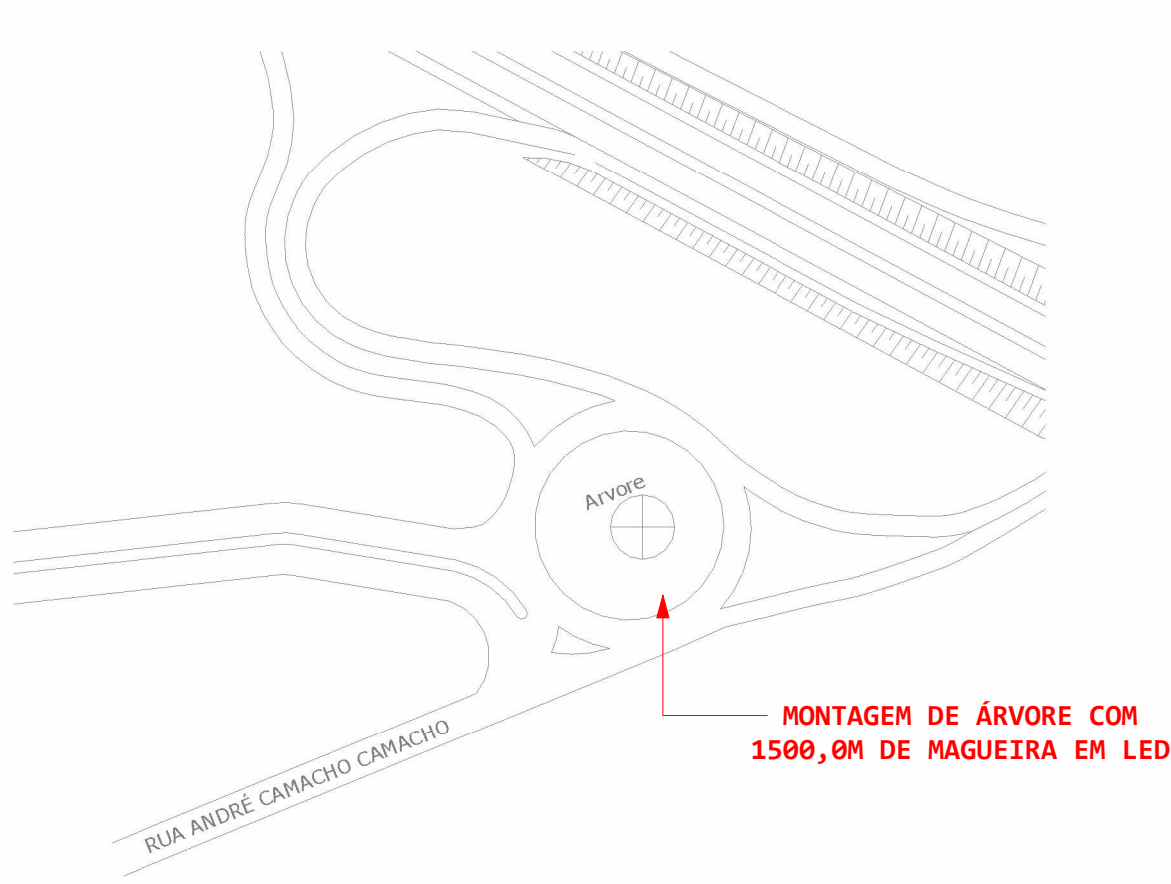 Arvore
MONTAGEM DE ÁRVORE COM
1500,0M DE MAGUEIRA EM LED
RUA ANDRÉ CAMACHO CAMACHO